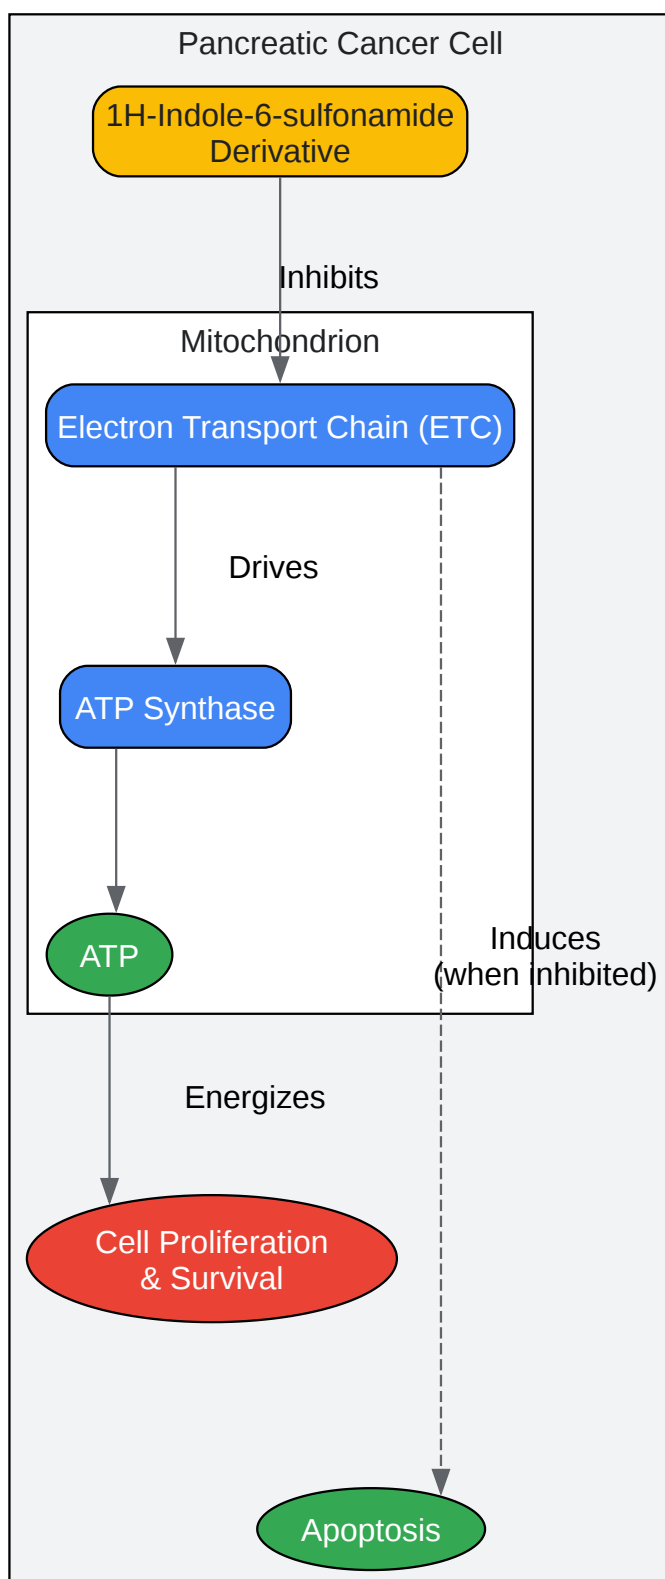 Pancreatic Cancer Cell
1H-Indole-6-sulfonamide
Derivative
Inhibits
Mitochondrion
Electron Transport Chain (ETC)
Drives
ATP Synthase
ATP
Induces
(when inhibited)
Energizes
Cell Proliferation
& Survival
Apoptosis